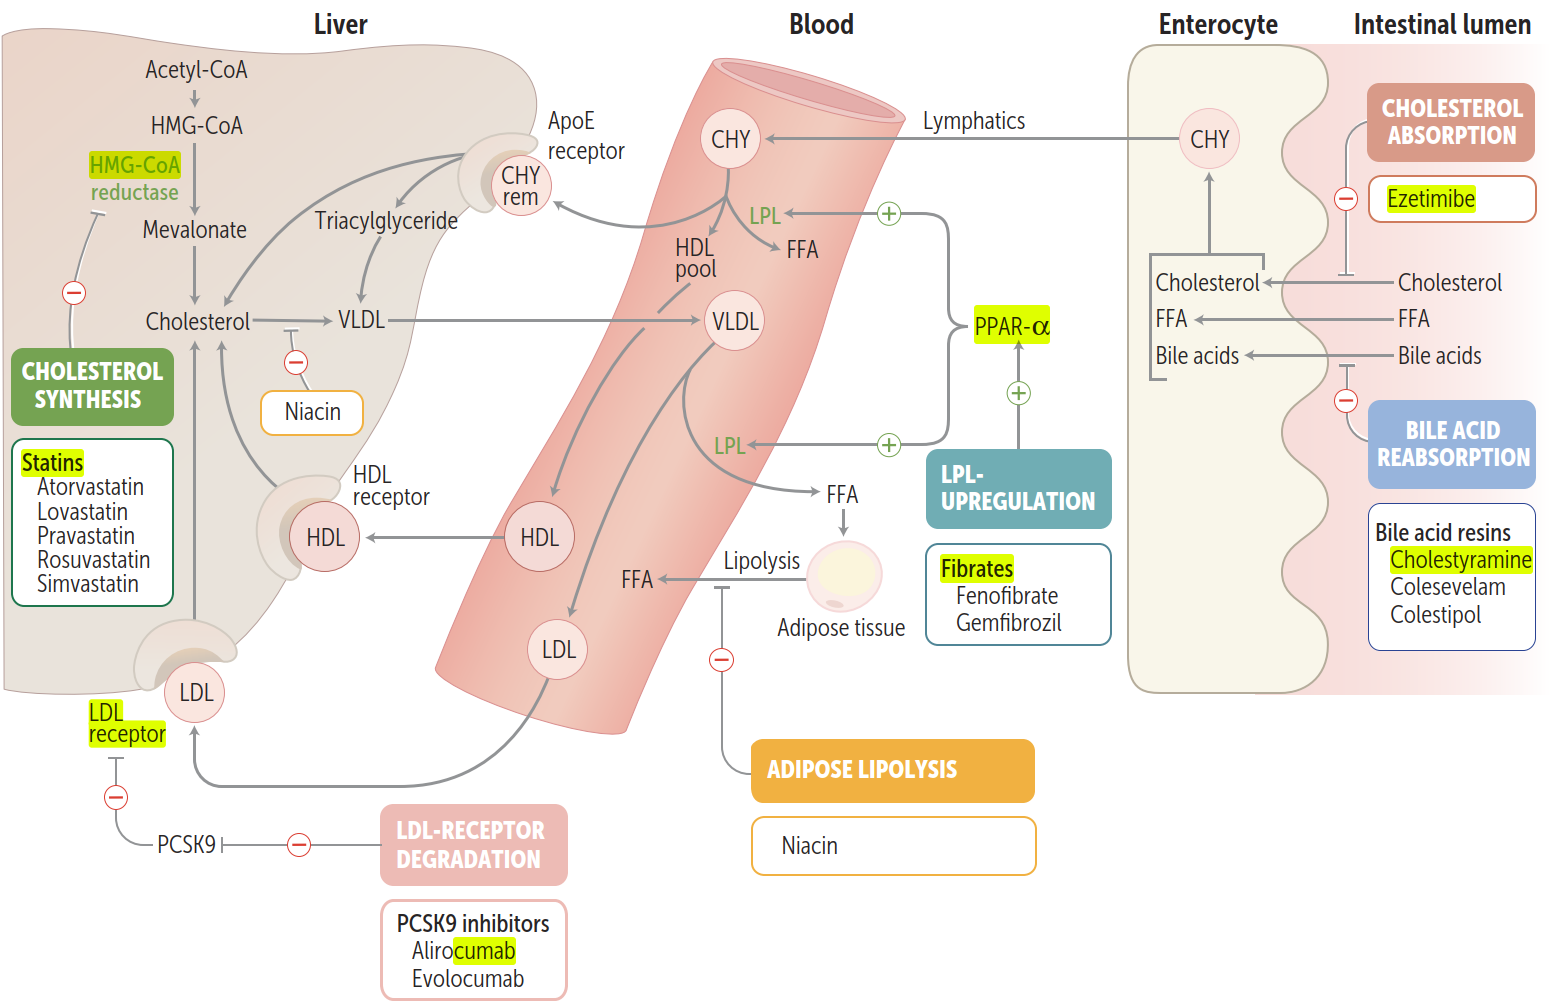 Liver
Blood
Enterocyte
Intestinal lumen
Acetyl-CoA
HMG-CoA
HMG-CoA
reductase
Mevalonate
Cholesterol
Triacylglyceride
VLDL
ApoE
receptor
CHY
rem
CHOLESTEROL
SYNTHESIS
Statins
Atorvastatin
Lovastatin
Pravastatin
Rosuvastatin
Simvastatin
Niacin
HDL
receptor
HDL
LDL
LDL
receptor
PCSK9
LDL-RECEPTOR
DEGRADATION
PCSK9 inhibitors
Alirocumab
Evolocumab
CHY
Lymphatics
LPL
HDL
pool
FFA
VLDL
LPL
HDL
FFA
Lipolysis
FFA
Adipose tissue
LDL
ADIPOSE LIPOLYSIS
Niacin
PPAR-α
LPL-
UPREGULATION
Fibrates
Fenofibrate
Gemfibrozil
CHY
Cholesterol
FFA
Bile acids
CHOLESTEROL
ABSORPTION
Ezetimibe
Cholesterol
FFA
Bile acids
BILE ACID
REABSORPTION
Bile acid resins
Cholestyramine
Colesevelam
Colestipol